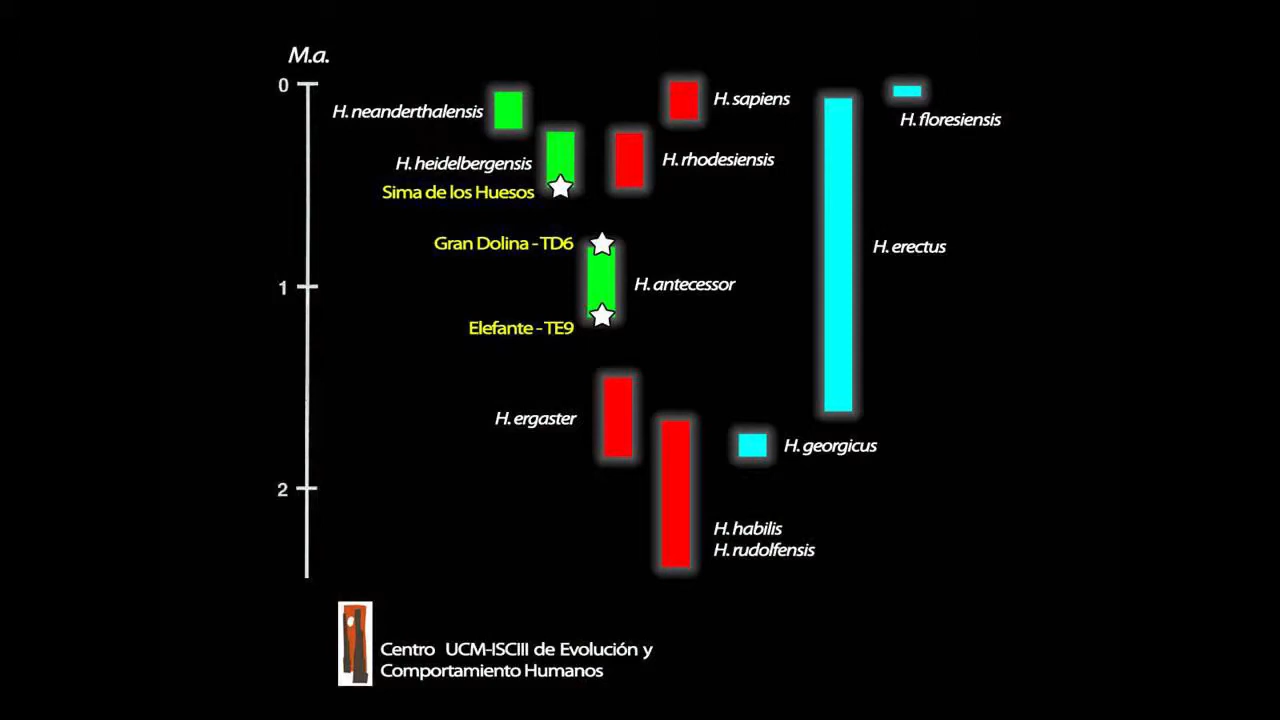 M.a.
0
H. neanderthalensis
H. sapiens
H. floresiensis
H. heidelbergensis
H. rhodesiensis
Sima de los Huesos
Gran Dolina - TD6
H. erectus
1
H. antecessor
Elefante - TE9
H. ergaster
H. georgicus
2
H. habilis
H. rudolfensis
Centro UCM-ISCIII de Evolución y
Comportamiento Humanos